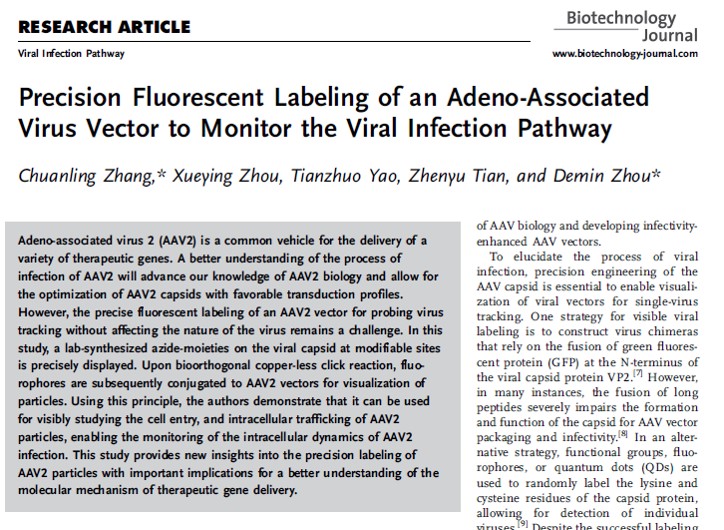 RESEARCH ARTICLE
Biotechnology
Journal
Viral Infection Pathway
www.biotechnology-journal.com
Precision Fluorescent Labeling of an Adeno-Associated
Virus Vector to Monitor the Viral Infection Pathway
Chuanling Zhang,* Xueying Zhou, Tianzhuo Yao, Zhenyu Tian, and Demin Zhou*
Adeno-associated virus 2 (AAV2) is a common vehicle for the delivery of a
variety of therapeutic genes. A better understanding of the process of
infection of AAV2 will advance our knowledge of AAV2 biology and allow for
the optimization of AAV2 capsids with favorable transduction profiles.
However, the precise fluorescent labeling of an AAV2 vector for probing virus
tracking without affecting the nature of the virus remains a challenge. In this
study, a lab-synthesized azide-moieties on the viral capsid at modifiable sites
is precisely displayed. Upon bioorthogonal copper-less click reaction, fluo-
rophores are subsequently conjugated to AAV2 vectors for visualization of
particles. Using this principle, the authors demonstrate that it can be used
for visibly studying the cell entry, and intracellular trafficking of AAV2
particles, enabling the monitoring of the intracellular dynamics of AAV2
infection. This study provides new insights into the precision labeling of
AAV2 particles with important implications for a better understanding of the
molecular mechanism of therapeutic gene delivery.
of AAV biology and developing infectivity-
enhanced AAV vectors.
To elucidate the process of viral
infection, precision engineering of the
AAV capsid is essential to enable visuali-
zation of viral vectors for single-virus
tracking. One strategy for visible viral
labeling is to construct virus chimeras
that rely on the fusion of green fluores-
cent protein (GFP) at the N-terminus of
the viral capsid protein VP2.[7] However,
in many instances, the fusion of long
peptides severely impairs the formation
and function of the capsid for AAV vector
packaging and infectivity.[8] In an alter-
native strategy, functional groups, fluo-
rophores, or quantum dots (QDs) are
used to randomly label the lysine and
cysteine residues of the capsid protein,
allowing for detection of individual
viruses.[9] Despite the successful labeling